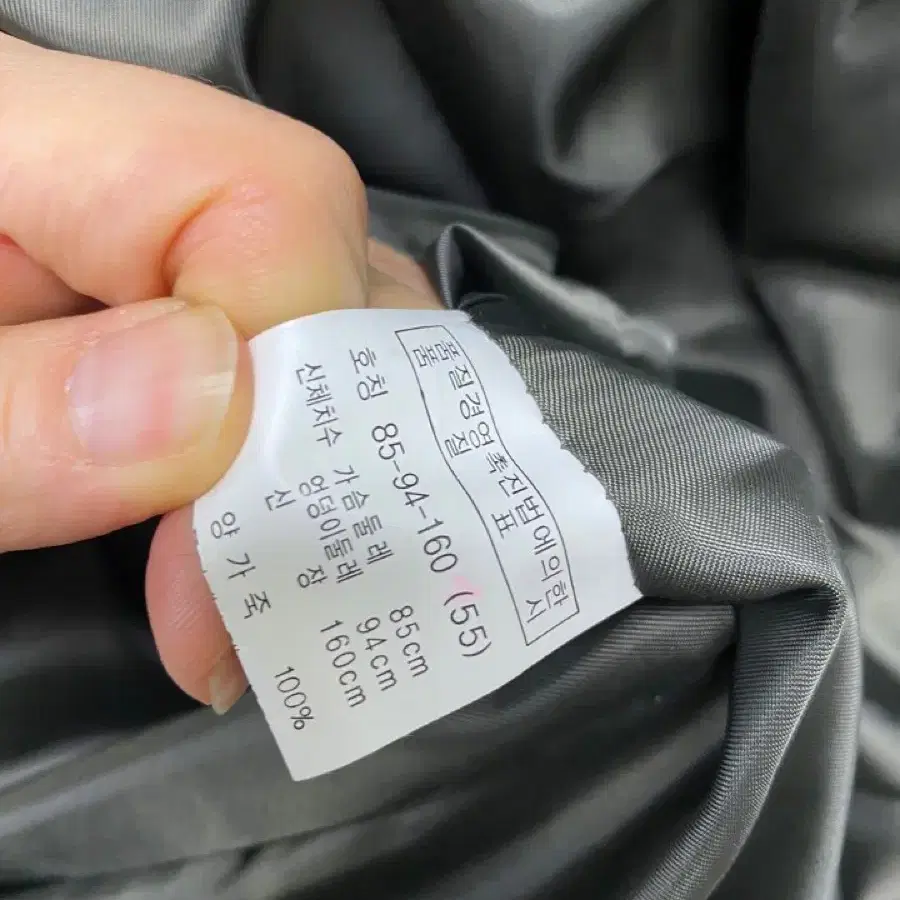 품질경영촉진법에의한
품 질 표 시
호칭 85-94-160 (55)
신체치수 가슴둘레 85cm
엉덩이둘레 94cm
신 장 160cm
양 가 죽 100%